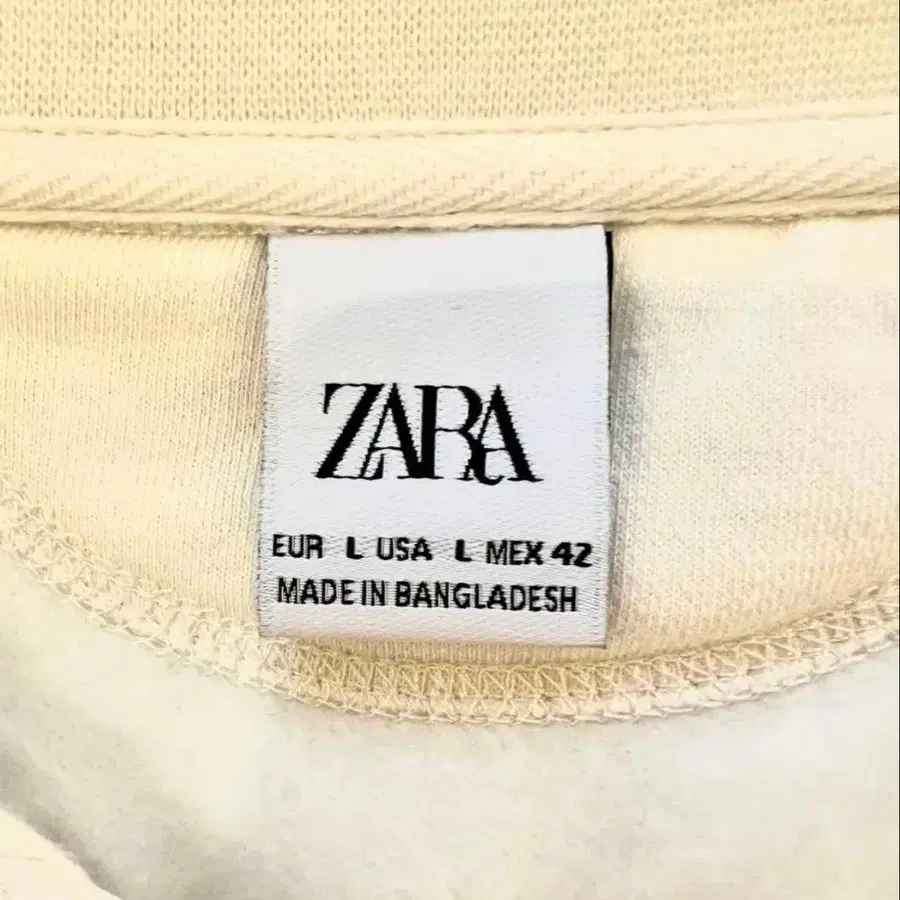 ZARA
EUR L USA L MEX 42
MADE IN BANGLADESH